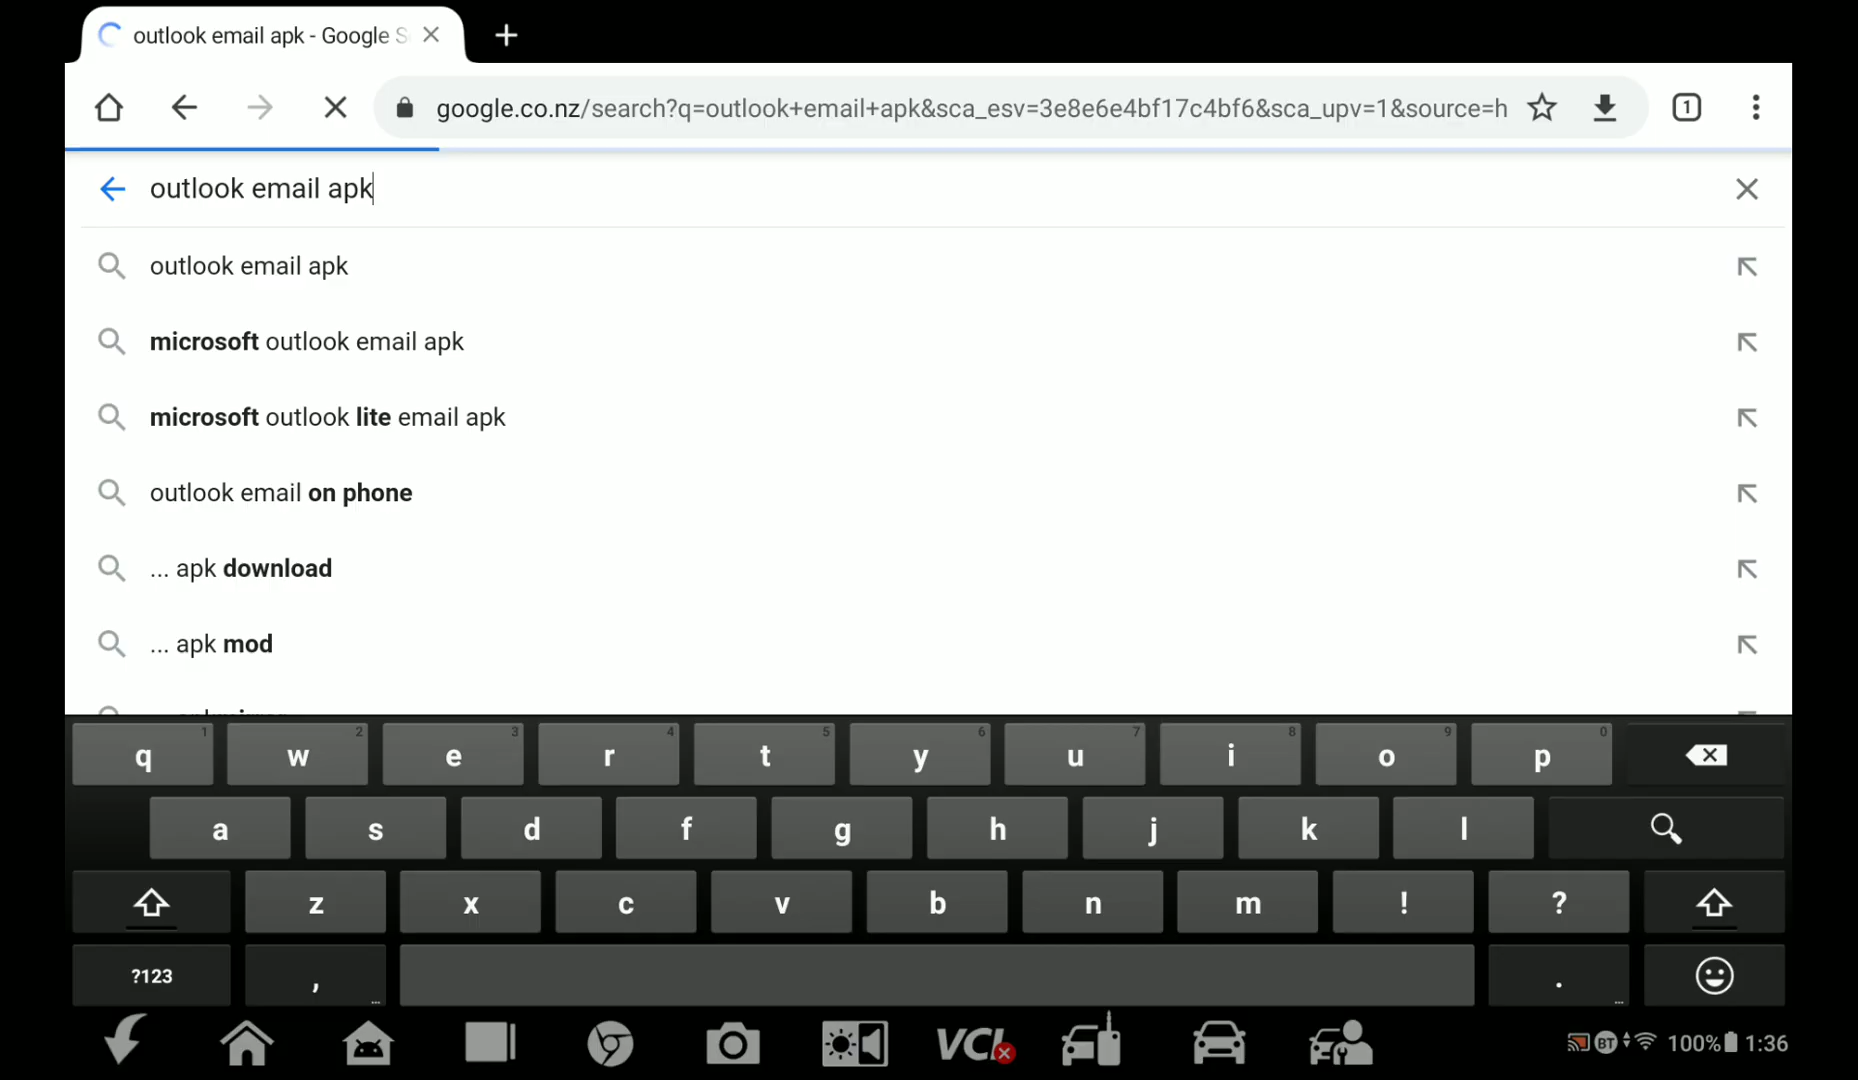 outlook email apk - Google S
google.co.nz/search?q=outlook+email+apk&sca_esv=3e8e6e4bf17c4bf6&sca_upv=1&source=h
1
outlook email apk
outlook email apk
microsoft outlook email apk
microsoft outlook lite email apk
outlook email on phone
... apk download
... apk mod
q 1 w 2 e 3 r 4 t 5 y 6 u 7 i 8 o 9 p 0
a s d f g h j k l
z x c v b n m ! ?
?123 , ... . ...
VCI BT 100% 1:36